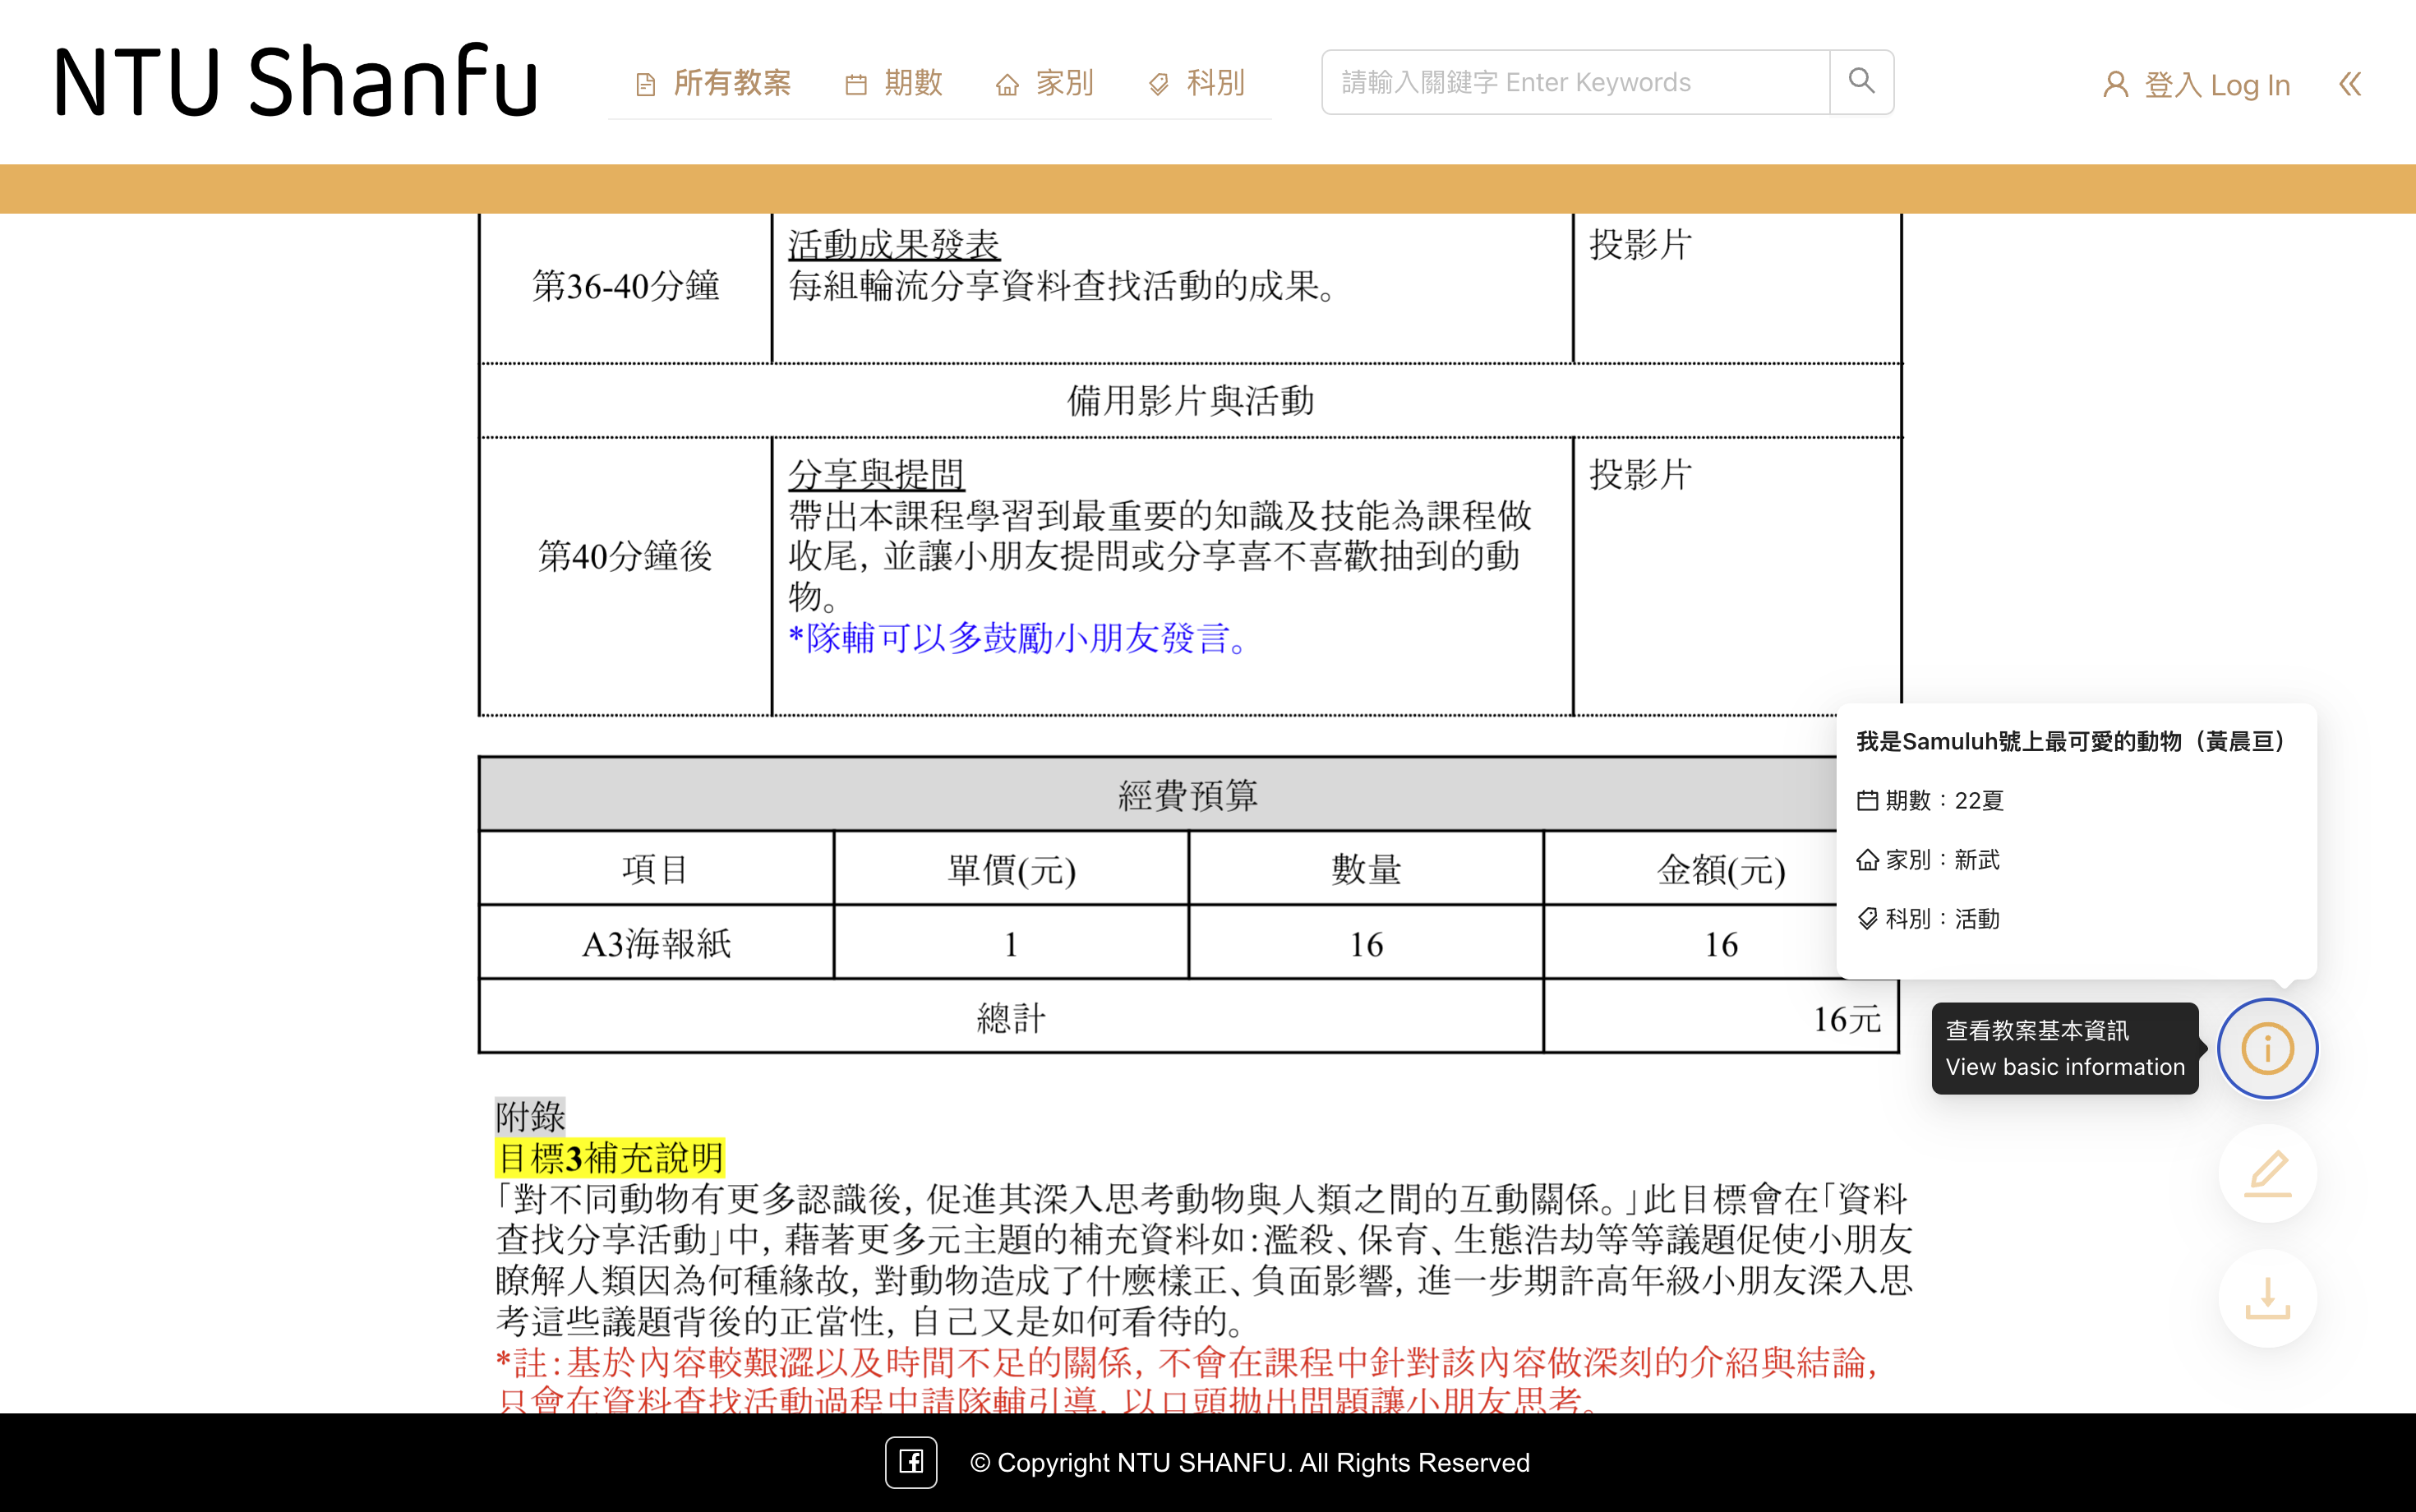 NTU Shanfu
所有教案
期數
家別
科別
請輸入關鍵字 Enter Keywords
登入 Log In
第36-40分鐘
活動成果發表
每組輪流分享資料查找活動的成果。
投影片
備用影片與活動
第40分鐘後
分享與提問
帶出本課程學習到最重要的知識及技能為課程做
收尾, 並讓小朋友提問或分享喜不喜歡抽到的動
物。
*隊輔可以多鼓勵小朋友發言。
投影片
經費預算
項目
單價(元)
數量
金額(元)
A3海報紙
1
16
16
總計
16元
我是Samuluh號上最可愛的動物（黃晨亘）
期數：22夏
家別：新武
科別：活動
查看教案基本資訊
View basic information
附錄
目標3補充說明
「對不同動物有更多認識後, 促進其深入思考動物與人類之間的互動關係。」此目標會在「資料
查找分享活動」中, 藉著更多元主題的補充資料如:濫殺、保育、生態浩劫等等議題促使小朋友
瞭解人類因為何種緣故, 對動物造成了什麼樣正、負面影響, 進一步期許高年級小朋友深入思
考這些議題背後的正當性, 自己又是如何看待的。
*註:基於內容較艱澀以及時間不足的關係, 不會在課程中針對該內容做深刻的介紹與結論,
只會在資料查找活動過程中請隊輔引導, 以口頭拋出問題讓小朋友思考。
© Copyright NTU SHANFU. All Rights Reserved